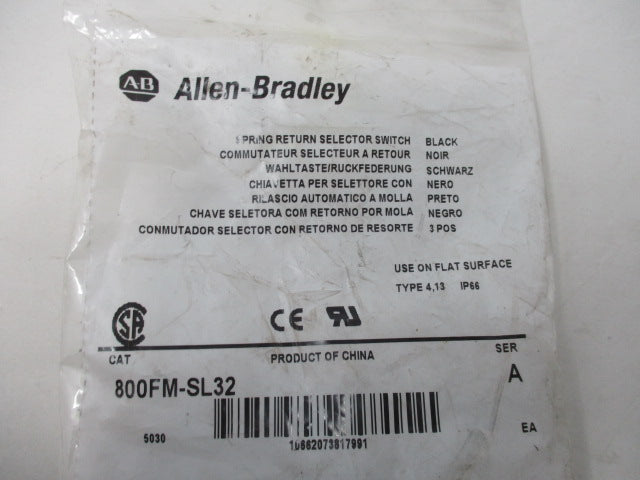 A-B Allen-Bradley
SPRING RETURN SELECTOR SWITCH BLACK
COMMUTATEUR SELECTEUR A RETOUR NOIR
WAHLTASTE/RUCKFEDERUNG SCHWARZ
CHIAVETTA PER SELETTORE CON NERO
RILASCIO AUTOMATICO A MOLLA PRETO
CHAVE SELETORA COM RETORNO POR MOLA NEGRO
CONMUTADOR SELECTOR CON RETORNO DE RESORTE 3 POS
USE ON FLAT SURFACE
TYPE 4,13 IP66
SA CE RU
CAT PRODUCT OF CHINA SER
800FM-SL32 A
5030 EA
10662073817991